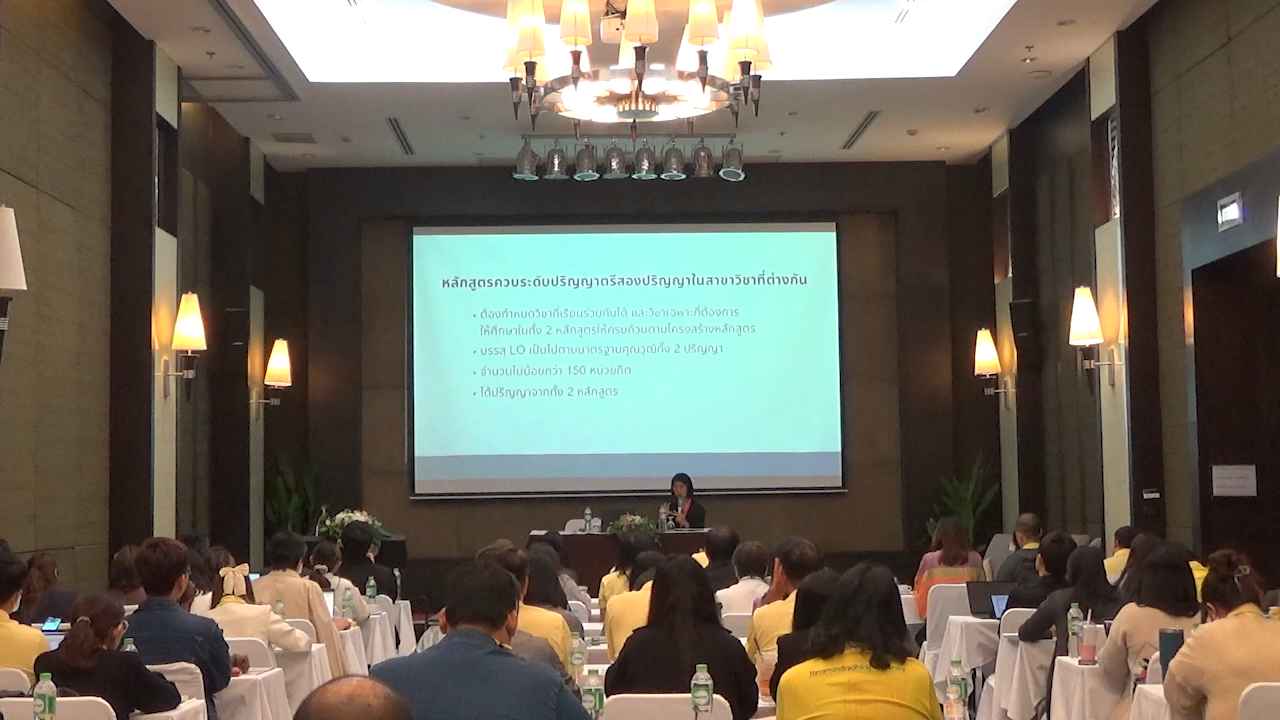 หลักสูตรควบระดับปริญญาตรีสองปริญญาในสาขาวิชาที่ต่างกัน
• ต้องกำหนดวิชาที่เรียนร่วมกันได้ และวิชาเฉพาะที่ต้องการ
ให้ศึกษาในทั้ง 2 หลักสูตรให้ครบถ้วนตามโครงสร้างหลักสูตร
• บรรลุ LO เป็นไปตามมาตรฐานคุณวุฒิทั้ง 2 ปริญญา
• จำนวนไม่น้อยกว่า 150 หน่วยกิต
• ได้ปริญญาจากทั้ง 2 หลักสูตร